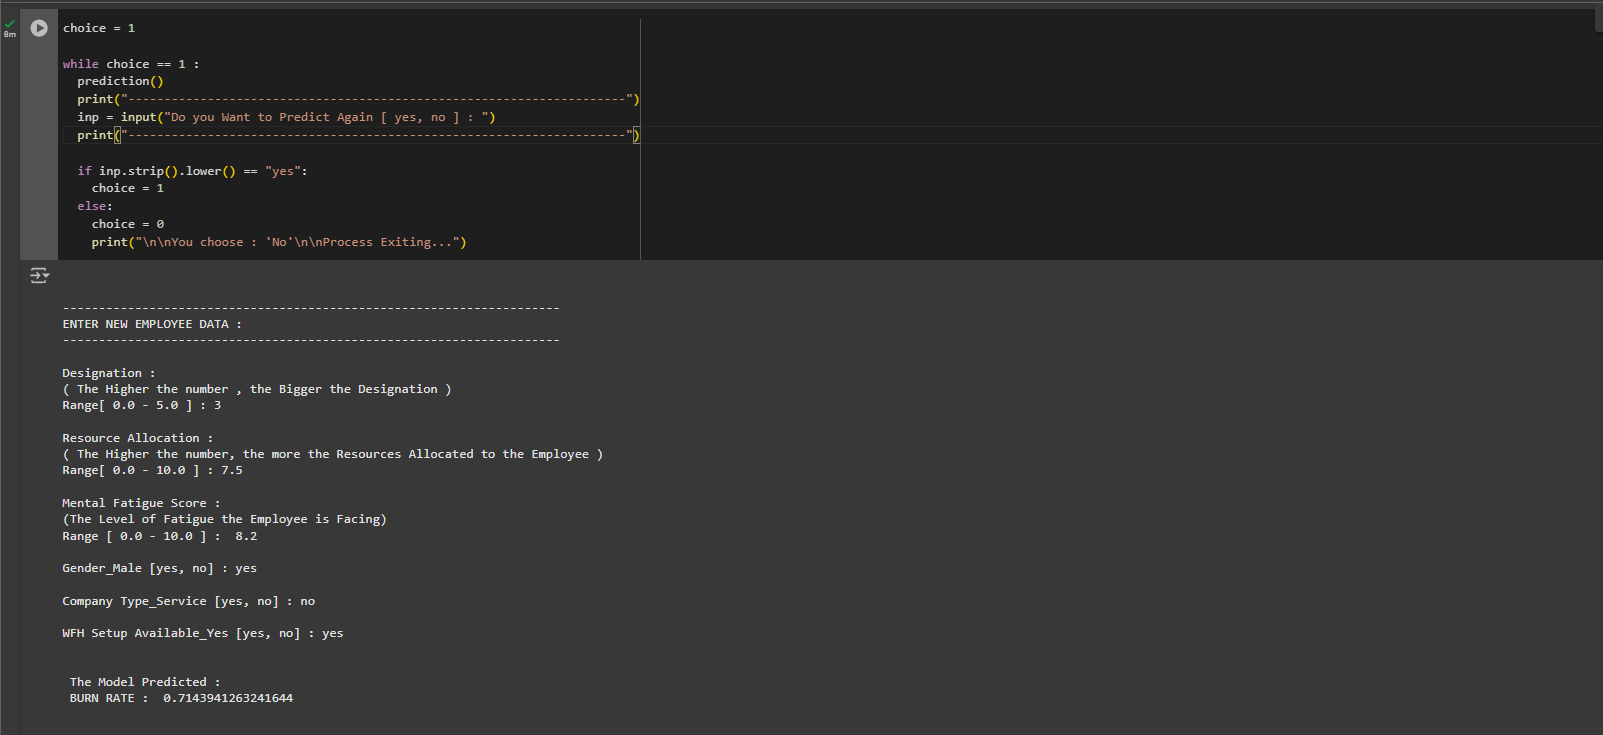 8m
choice = 1
while choice == 1 :
  prediction()
  print("---------------------------------------------------------------------")
  inp = input("Do you Want to Predict Again [ yes, no ] : ")
  print("---------------------------------------------------------------------")
  if inp.strip().lower() == "yes":
    choice = 1
  else:
    choice = 0
    print("\n\nYou choose : 'No'\n\nProcess Exiting...")
---------------------------------------------------------------------
ENTER NEW EMPLOYEE DATA :
---------------------------------------------------------------------
Designation :
( The Higher the number , the Bigger the Designation )
Range[ 0.0 - 5.0 ] : 3
Resource Allocation :
( The Higher the number, the more the Resources Allocated to the Employee )
Range[ 0.0 - 10.0 ] : 7.5
Mental Fatigue Score :
(The Level of Fatigue the Employee is Facing)
Range [ 0.0 - 10.0 ] :  8.2
Gender_Male [yes, no] : yes
Company Type_Service [yes, no] : no
WFH Setup Available_Yes [yes, no] : yes
 The Model Predicted :
 BURN RATE :  0.7143941263241644